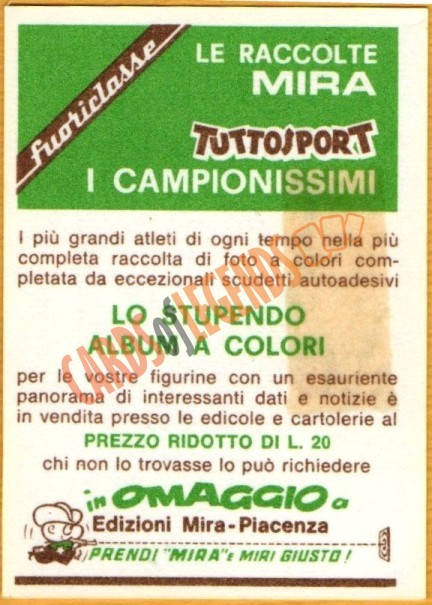 fuoriclasse
LE RACCOLTE
MIRA
TUTTOSPORT
I CAMPIONISSIMI
I più grandi atleti di ogni tempo nella più
completa raccolta di foto a colori com-
pletata da eccezionali scudetti autoadesivi
LO STUPENDO
ALBUM A COLORI
per le vostre figurine con un esauriente
panorama di interessanti dati e notizie è
in vendita presso le edicole e cartolerie al
PREZZO RIDOTTO DI L. 20
chi non lo trovasse lo può richiedere
in OMAGGIO a
Edizioni Mira-Piacenza
PRENDI "MIRA" E MIRI GIUSTO!
CARDS OF LEGENDS